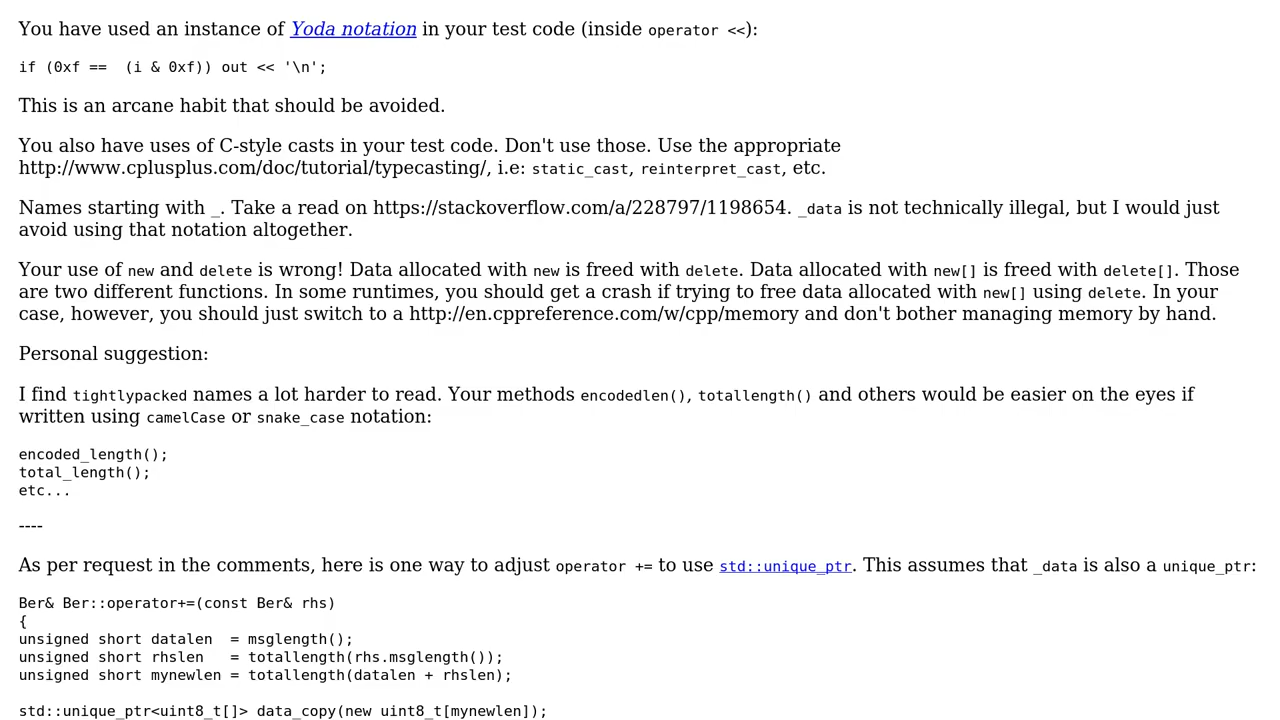 You have used an instance of Yoda notation in your test code (inside operator <<):
if (0xf ==  (i & 0xf)) out << '\n';
This is an arcane habit that should be avoided.
You also have uses of C-style casts in your test code. Don't use those. Use the appropriate
http://www.cplusplus.com/doc/tutorial/typecasting/, i.e: static_cast, reinterpret_cast, etc.
Names starting with _. Take a read on https://stackoverflow.com/a/228797/1198654. _data is not technically illegal, but I would just
avoid using that notation altogether.
Your use of new and delete is wrong! Data allocated with new is freed with delete. Data allocated with new[] is freed with delete[]. Those
are two different functions. In some runtimes, you should get a crash if trying to free data allocated with new[] using delete. In your
case, however, you should just switch to a http://en.cppreference.com/w/cpp/memory and don't bother managing memory by hand.
Personal suggestion:
I find tightlypacked names a lot harder to read. Your methods encodedlen(), totallength() and others would be easier on the eyes if
written using camelCase or snake_case notation:
encoded_length();
total_length();
etc...
----
As per request in the comments, here is one way to adjust operator += to use std::unique_ptr. This assumes that _data is also a unique_ptr:
Ber& Ber::operator+=(const Ber& rhs)
{
unsigned short datalen  = msglength();
unsigned short rhslen   = totallength(rhs.msglength());
unsigned short mynewlen = totallength(datalen + rhslen);
std::unique_ptr<uint8_t[]> data_copy(new uint8_t[mynewlen]);